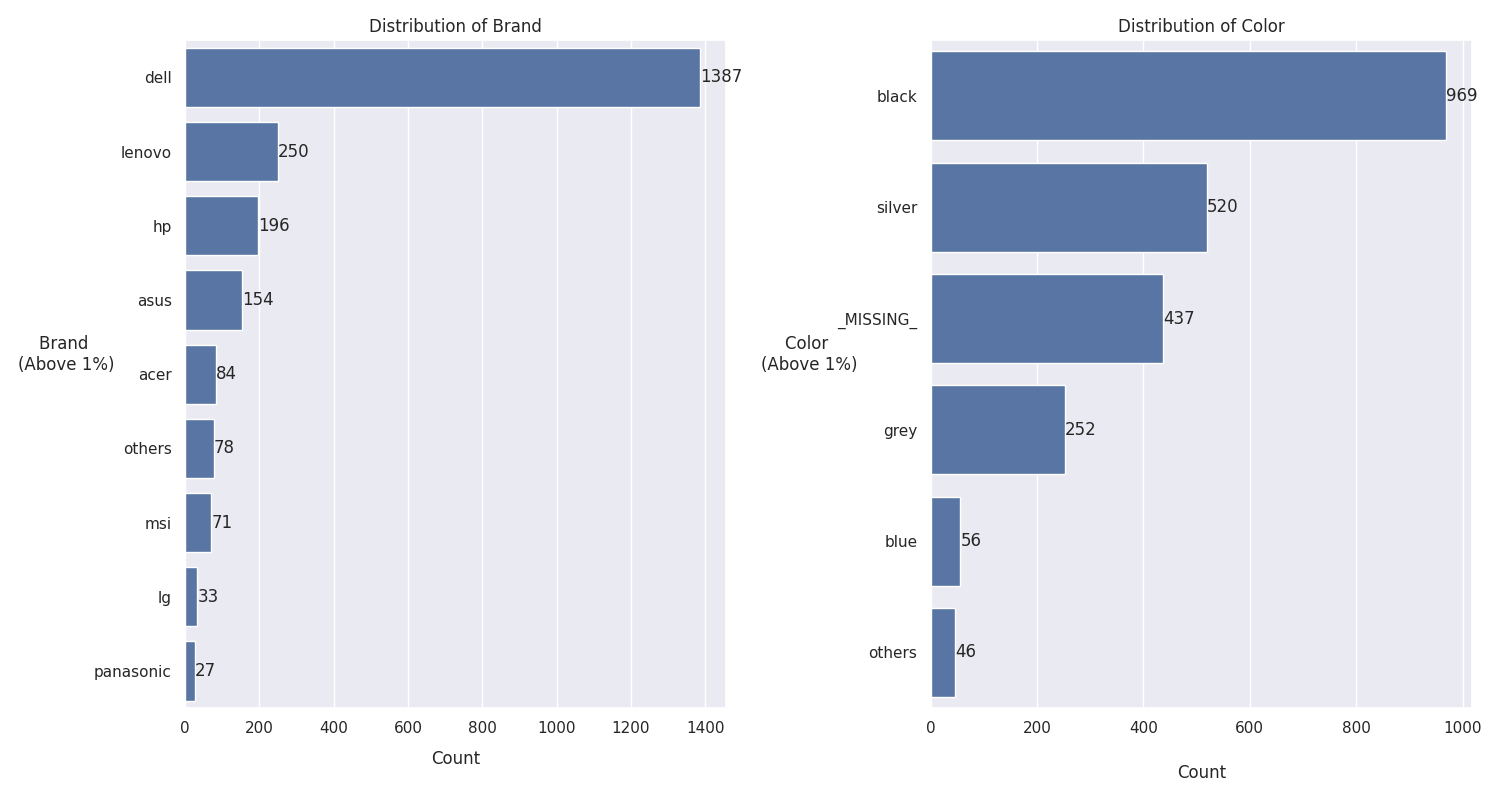 Distribution of Brand
dell
1387
lenovo
250
hp
196
asus
154
Brand
(Above 1%)
acer
84
others
78
msi
71
lg
33
panasonic
27
0 200 400 600 800 1000 1200 1400
Count
Distribution of Color
black
969
silver
520
_MISSING_
437
Color
(Above 1%)
grey
252
blue
56
others
46
0 200 400 600 800 1000
Count